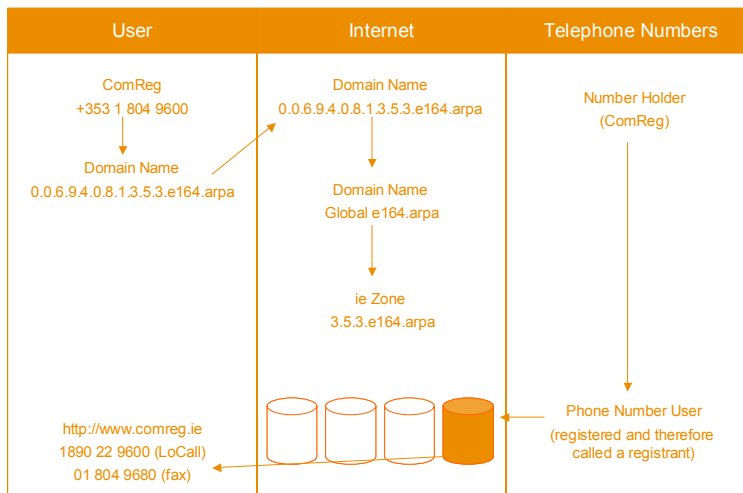 User
Internet
Telephone Numbers
ComReg
+353 1 804 9600
Domain Name
0.0.6.9.4.0.8.1.3.5.3.e164.arpa
http://www.comreg.ie
1890 22 9600 (LoCall)
01 804 9680 (fax)
Domain Name
0.0.6.9.4.0.8.1.3.5.3.e164.arpa
Domain Name
Global e164.arpa
ie Zone
3.5.3.e164.arpa
Number Holder
(ComReg)
Phone Number User
(registered and therefore
called a registrant)